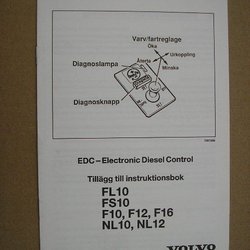 Varv/fartreglage
Öka
Urkoppling
Diagnoslampa
Återta
Minska
Diagnosknapp
EDC – Electronic Diesel Control
Tillägg till instruktionsbok
FL10
FS10
F10, F12, F16
NL10, NL12
VOLVO